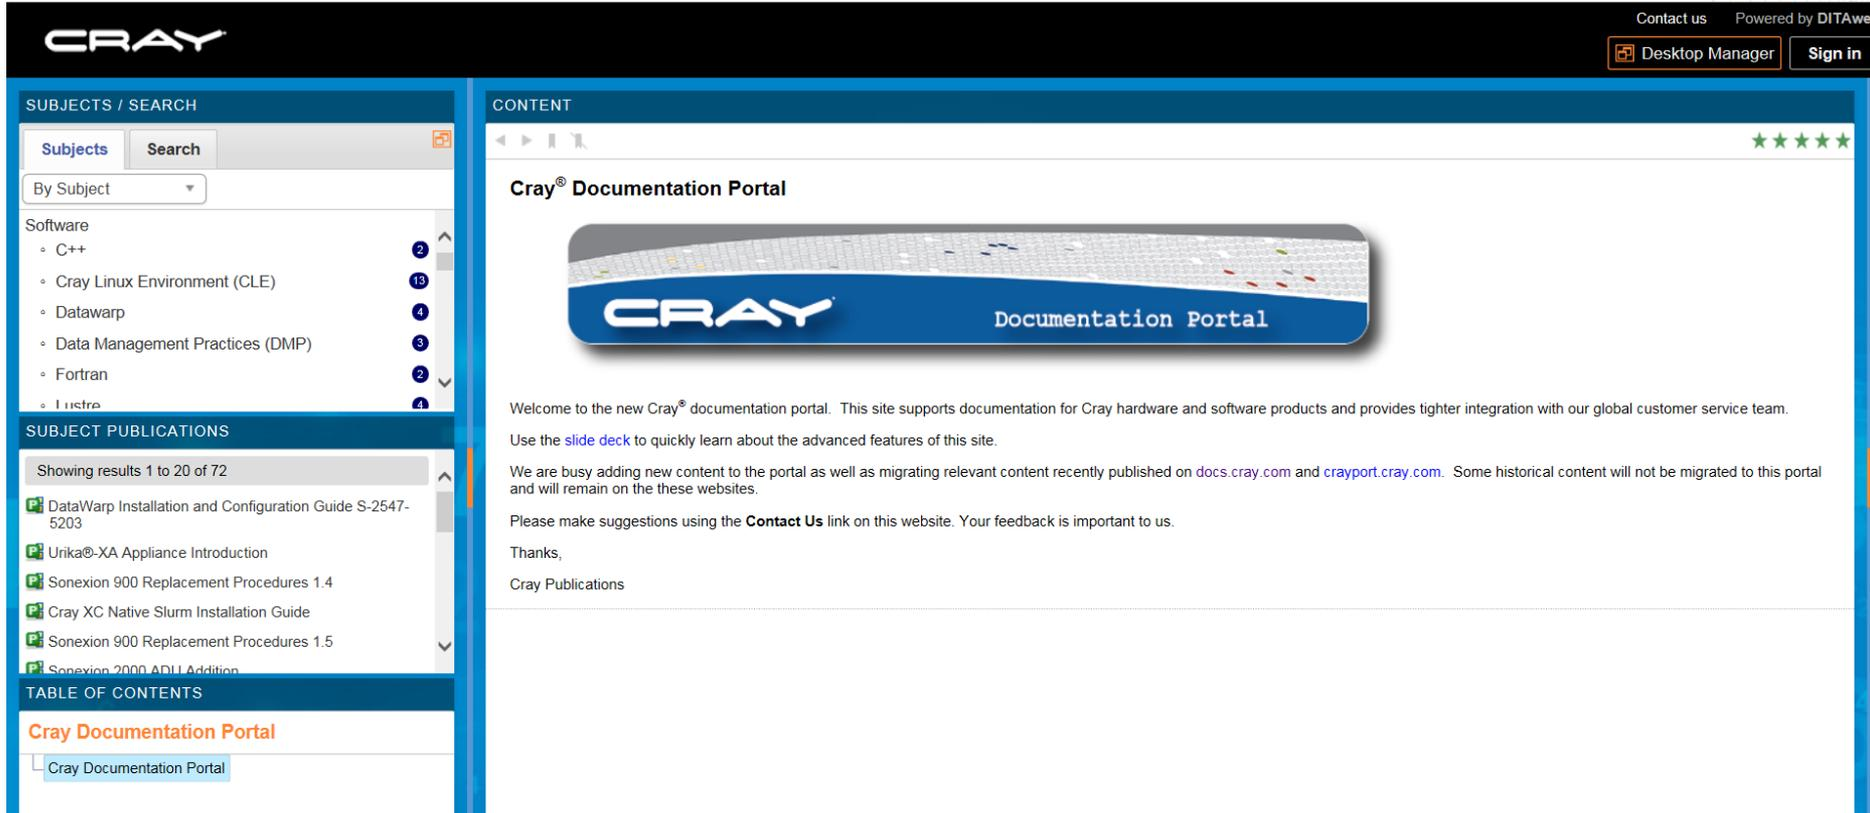 CRAY
Contact us Powered by DITAwe
Desktop Manager Sign in
SUBJECTS / SEARCH
Subjects Search
By Subject
Software
C++ 2
Cray Linux Environment (CLE) 13
Datawarp 4
Data Management Practices (DMP) 3
Fortran 2
Lustre 4
SUBJECT PUBLICATIONS
Showing results 1 to 20 of 72
DataWarp Installation and Configuration Guide S-2547-
5203
Urika®-XA Appliance Introduction
Sonexion 900 Replacement Procedures 1.4
Cray XC Native Slurm Installation Guide
Sonexion 900 Replacement Procedures 1.5
Sonexion 2000 ADU Addition
TABLE OF CONTENTS
Cray Documentation Portal
Cray Documentation Portal
CONTENT
Cray® Documentation Portal
CRAY
Documentation Portal
Welcome to the new Cray® documentation portal. This site supports documentation for Cray hardware and software products and provides tighter integration with our global customer service team.
Use the slide deck to quickly learn about the advanced features of this site.
We are busy adding new content to the portal as well as migrating relevant content recently published on docs.cray.com and crayport.cray.com. Some historical content will not be migrated to this portal
and will remain on the these websites.
Please make suggestions using the Contact Us link on this website. Your feedback is important to us.
Thanks,
Cray Publications